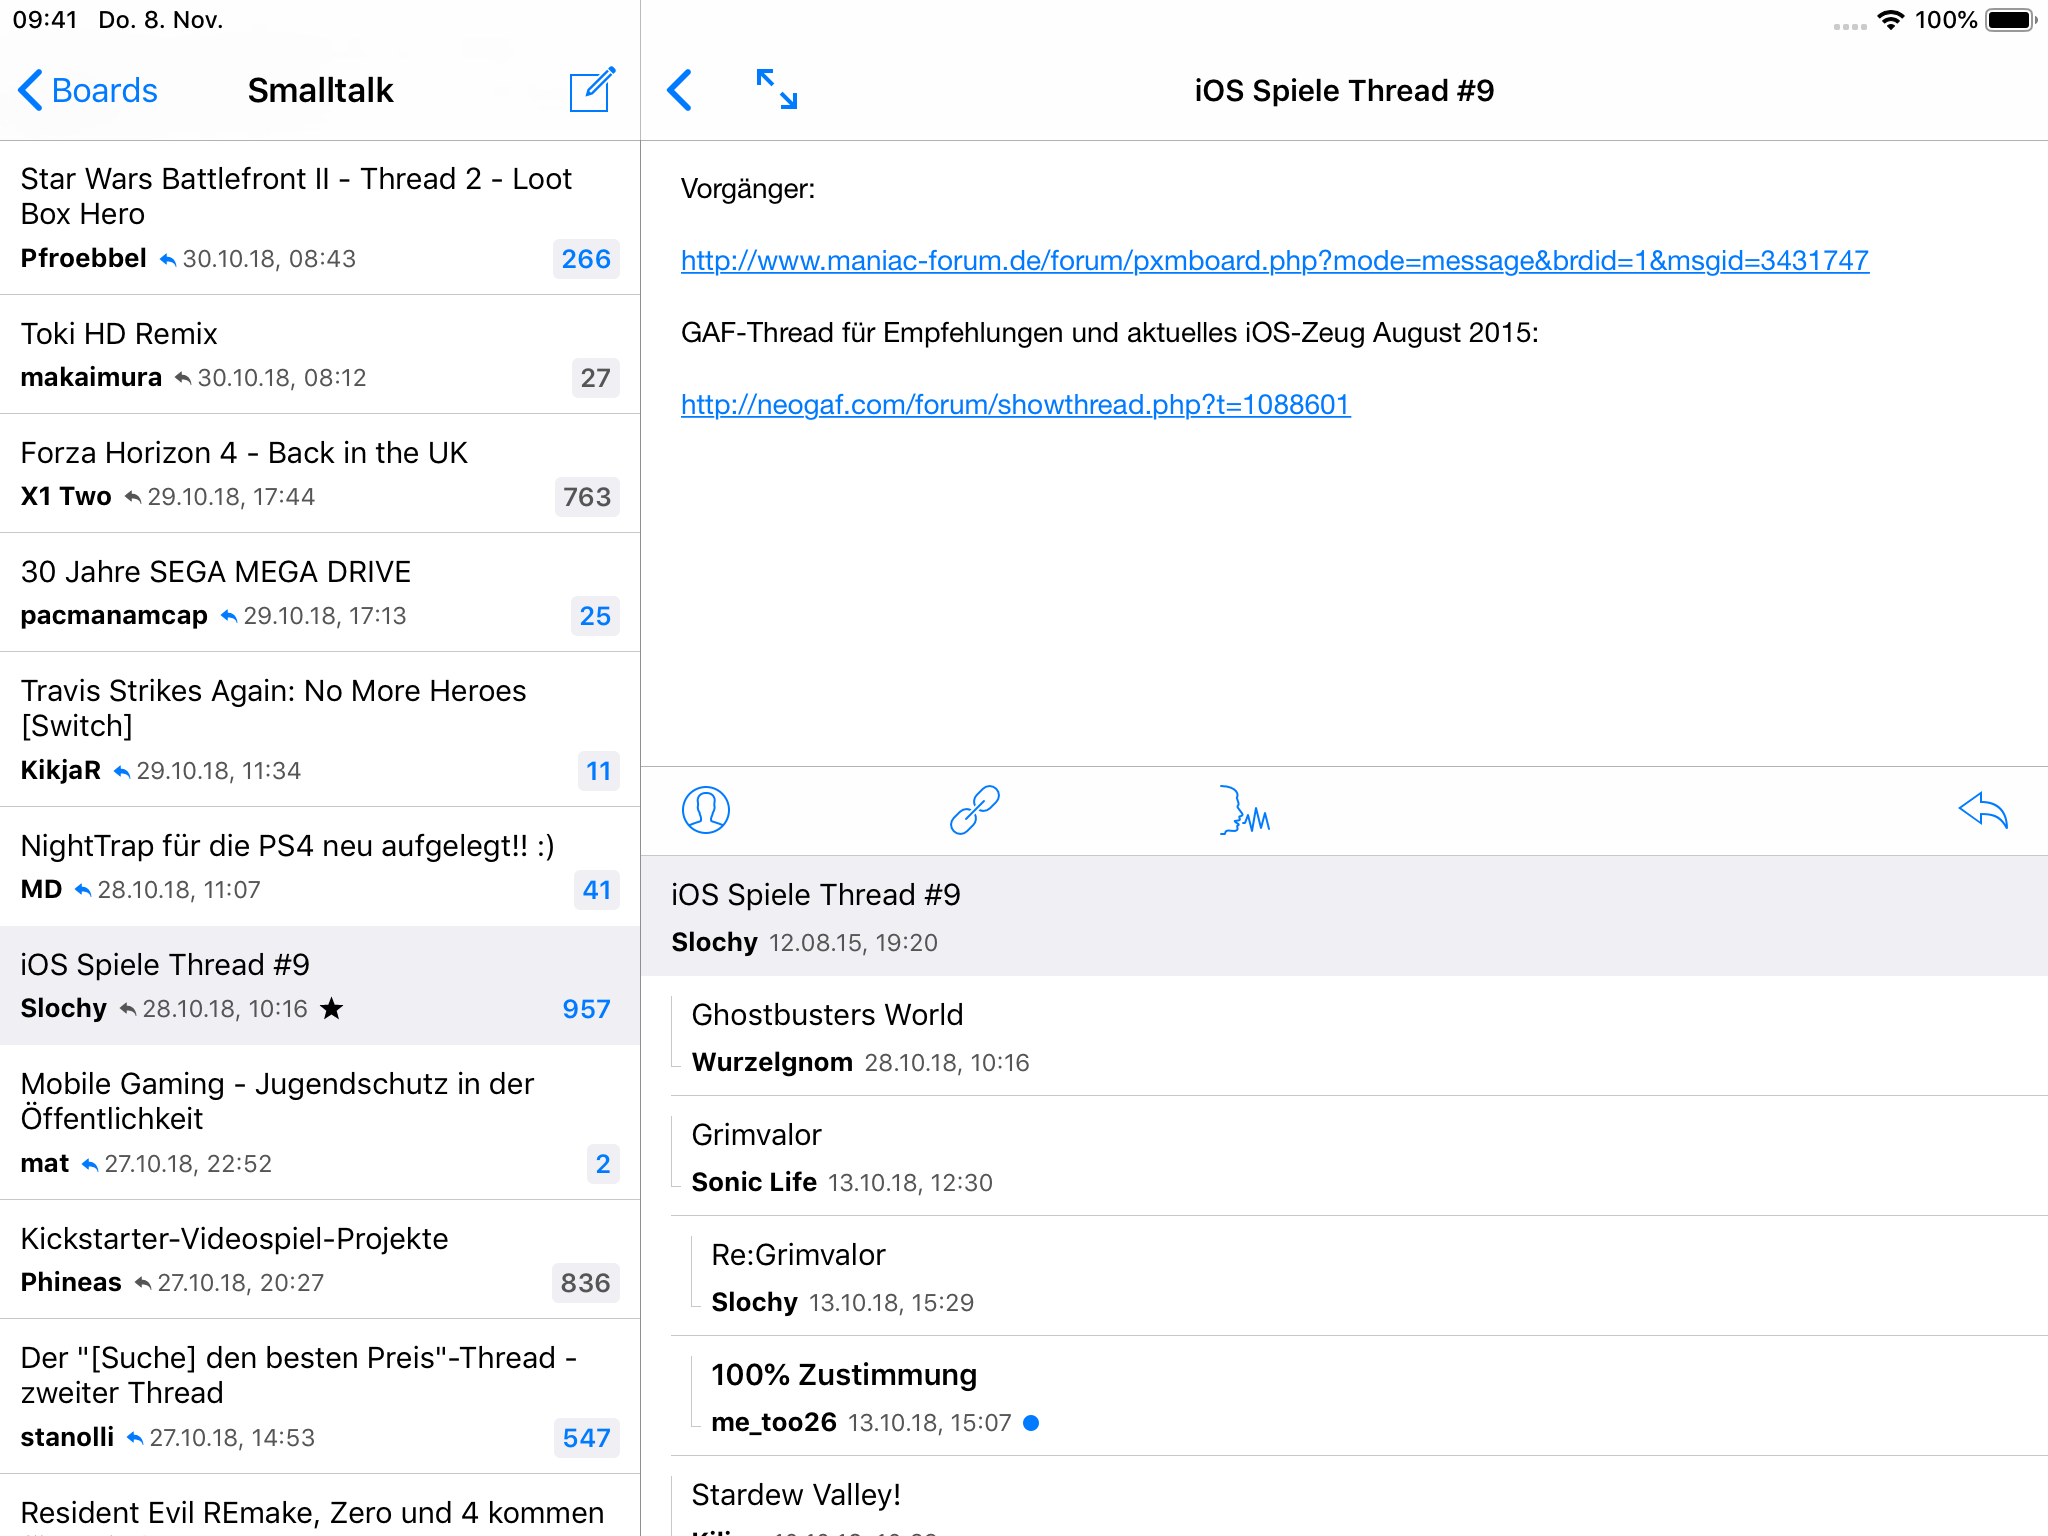 09:41 Do. 8. Nov.
100%
Boards
Smalltalk
Star Wars Battlefront II - Thread 2 - Loot
Box Hero
Pfroebbel 30.10.18, 08:43 266
Toki HD Remix
makaimura 30.10.18, 08:12 27
Forza Horizon 4 - Back in the UK
X1 Two 29.10.18, 17:44 763
30 Jahre SEGA MEGA DRIVE
pacmanamcap 29.10.18, 17:13 25
Travis Strikes Again: No More Heroes
[Switch]
KikjaR 29.10.18, 11:34 11
NightTrap für die PS4 neu aufgelegt!! :)
MD 28.10.18, 11:07 41
iOS Spiele Thread #9
Slochy 28.10.18, 10:16 ★ 957
Mobile Gaming - Jugendschutz in der
Öffentlichkeit
mat 27.10.18, 22:52 2
Kickstarter-Videospiel-Projekte
Phineas 27.10.18, 20:27 836
Der "[Suche] den besten Preis"-Thread -
zweiter Thread
stanolli 27.10.18, 14:53 547
Resident Evil REmake, Zero und 4 kommen
iOS Spiele Thread #9
Vorgänger:
http://www.maniac-forum.de/forum/pxmboard.php?mode=message&brdid=1&msgid=3431747
GAF-Thread für Empfehlungen und aktuelles iOS-Zeug August 2015:
http://neogaf.com/forum/showthread.php?t=1088601
iOS Spiele Thread #9
Slochy 12.08.15, 19:20
Ghostbusters World
Wurzelgnom 28.10.18, 10:16
Grimvalor
Sonic Life 13.10.18, 12:30
Re:Grimvalor
Slochy 13.10.18, 15:29
100% Zustimmung
me_too26 13.10.18, 15:07
Stardew Valley!